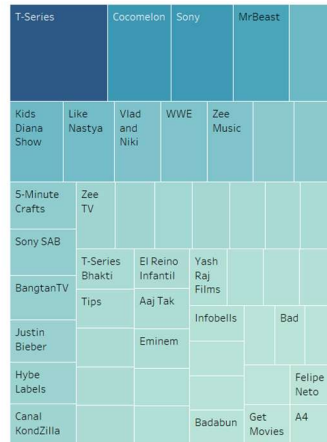 T-Series
Cocomelon
Sony
MrBeast
Kids
Diana
Show
Like
Nastya
Vlad
and
Niki
WWE
Zee
Music
5-Minute
Crafts
Zee
TV
Sony SAB
BangtanTV
Justin
Bieber
Hybe
Labels
Canal
KondZilla
T-Series
Bhakti
El Reino
Infantil
Yash
Raj
Films
Tips
Aaj Tak
Infobells
Bad
Eminem
Felipe
Neto
Badabun
Get
Movies
A4